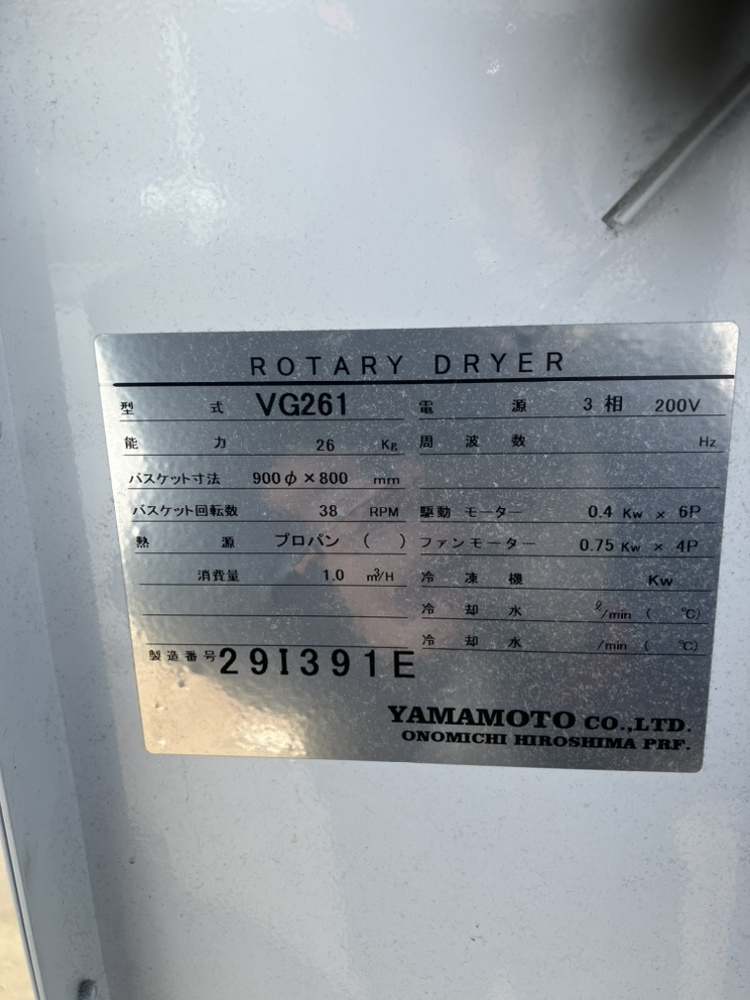 ROTARY DRYER
型式 VG261 電源 3相 200V
能力 26 Kg 周波数 Hz
バスケット寸法 900φ×800 mm
バスケット回転数 38 RPM 駆動モーター 0.4 Kw × 6P
熱源 プロパン ( ) ファンモーター 0.75 Kw × 4P
消費量 1.0 m³/H 冷凍機 Kw
冷却水 ℓ/min ( ℃)
冷却水 /min ( ℃)
製造番号 29I391E
YAMAMOTO CO.,LTD.
ONOMICHI HIROSHIMA PRF.